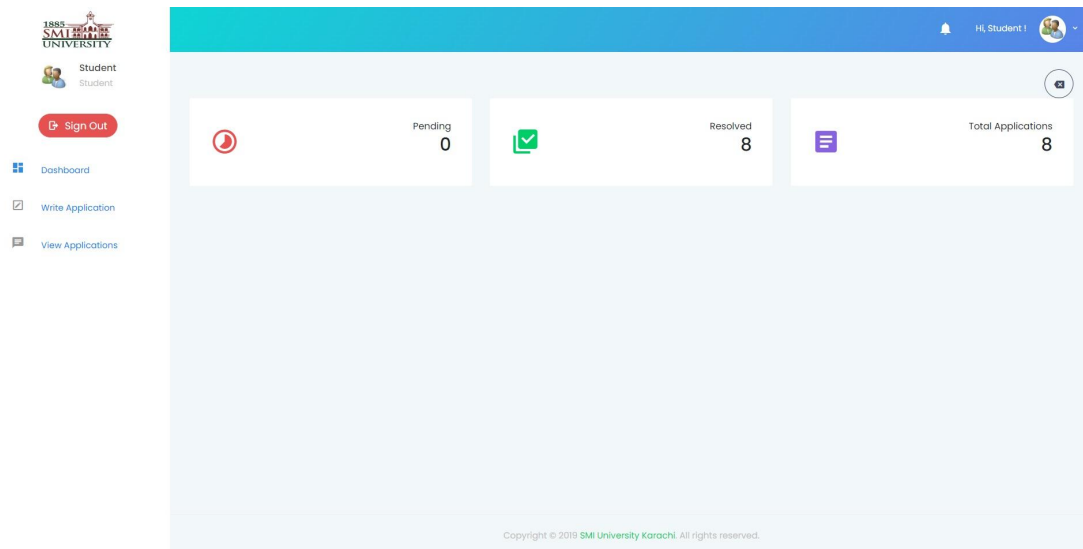 1885
SMI
UNIVERSITY
Student
Student
Sign Out
Dashboard
Write Application
View Applications
Hi, Student !
Pending
0
Resolved
8
Total Applications
8
Copyright © 2019 SMI University Karachi. All rights reserved.